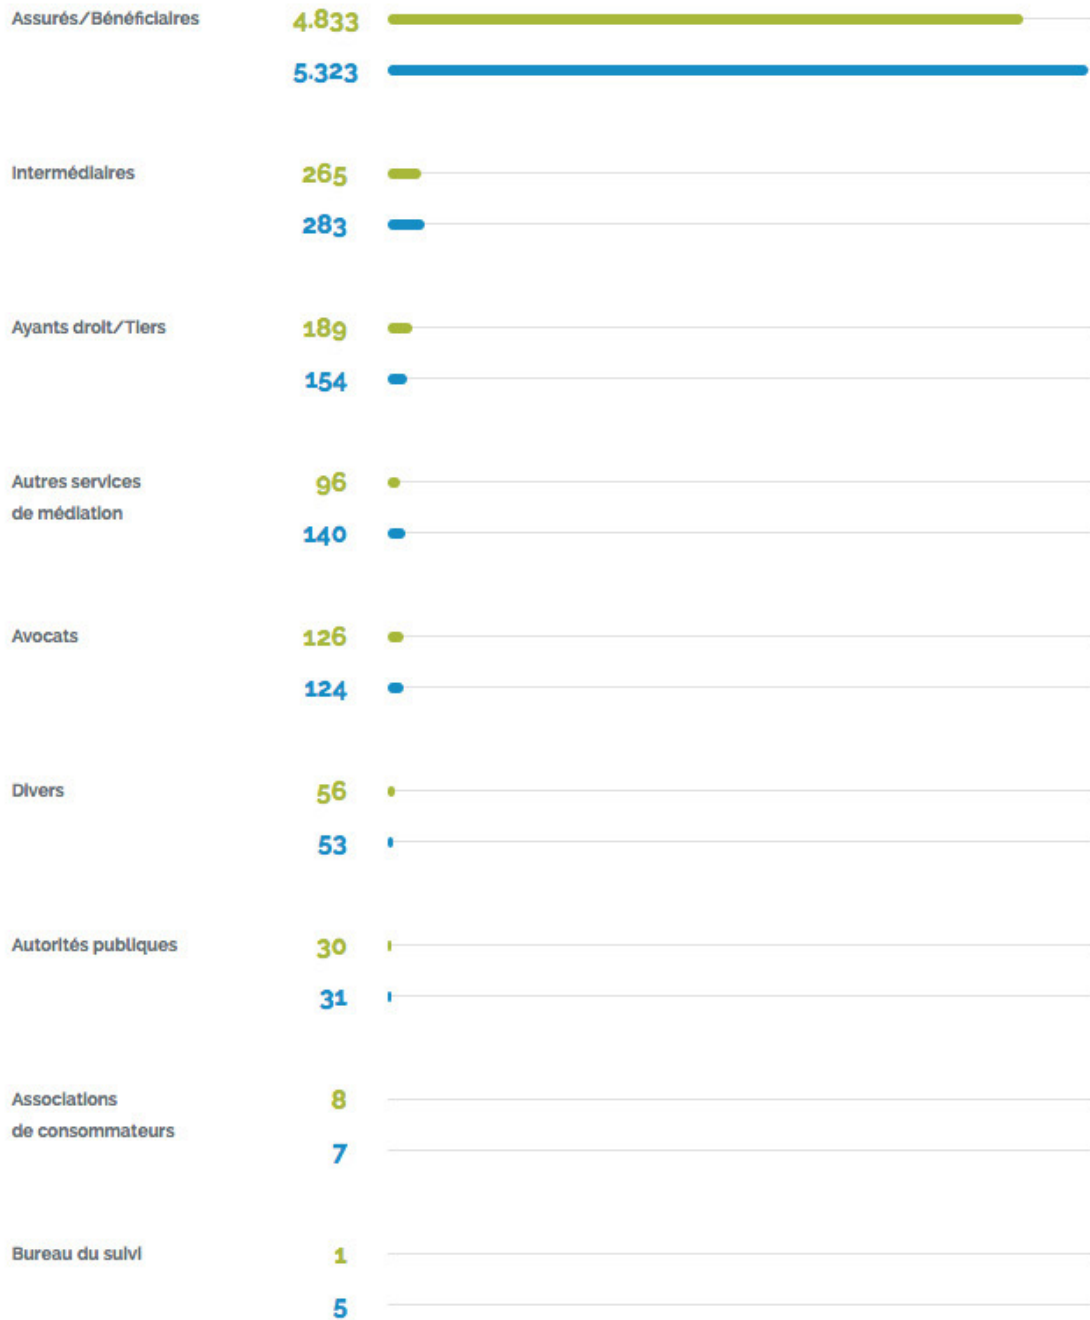 Assurés/Bénéficiaires 4.833
5.323
Intermédiaires 265
283
Ayants droit/Tiers 189
154
Autres services 96
de médiation
140
Avocats 126
124
Divers 56
53
Autorités publiques 30
31
Associations 8
de consommateurs
7
Bureau du suivi 1
5